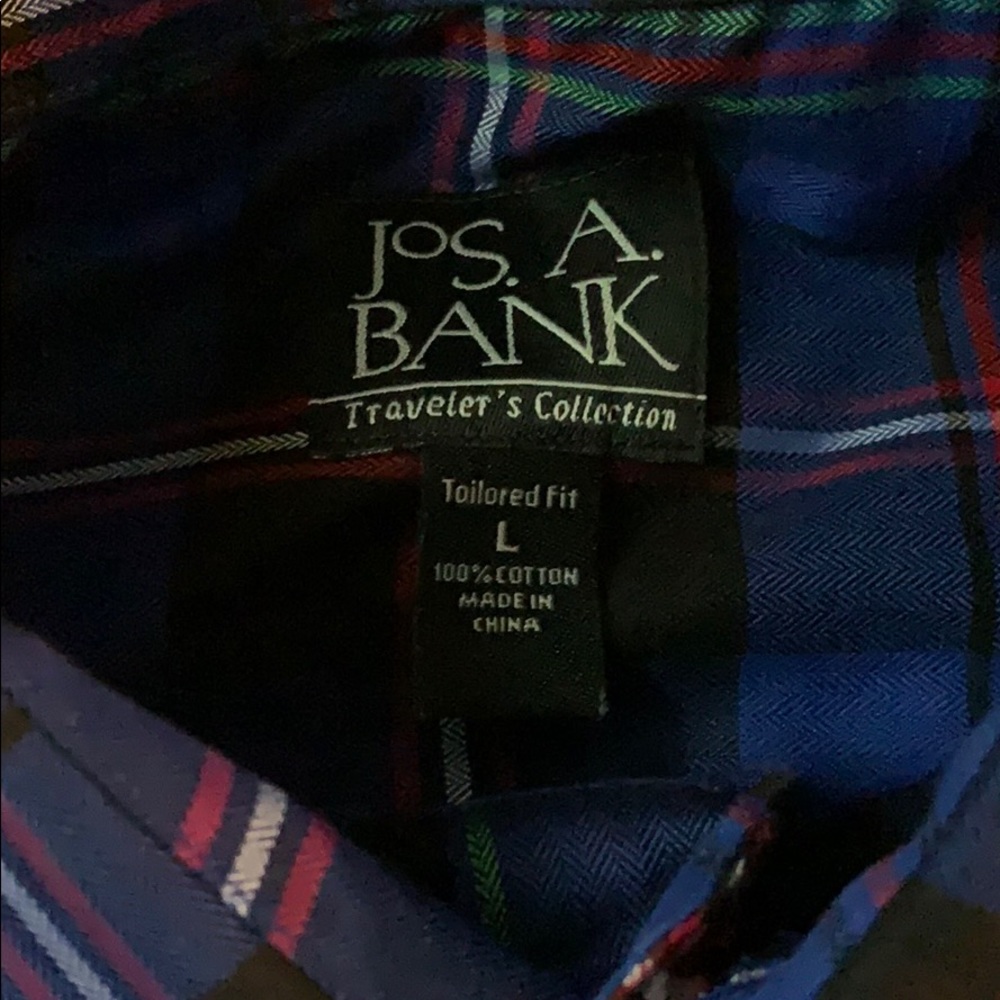 JOS. A.
BANK
Traveler's Collection
Tailored Fit
L
100% COTTON
MADE IN
CHINA